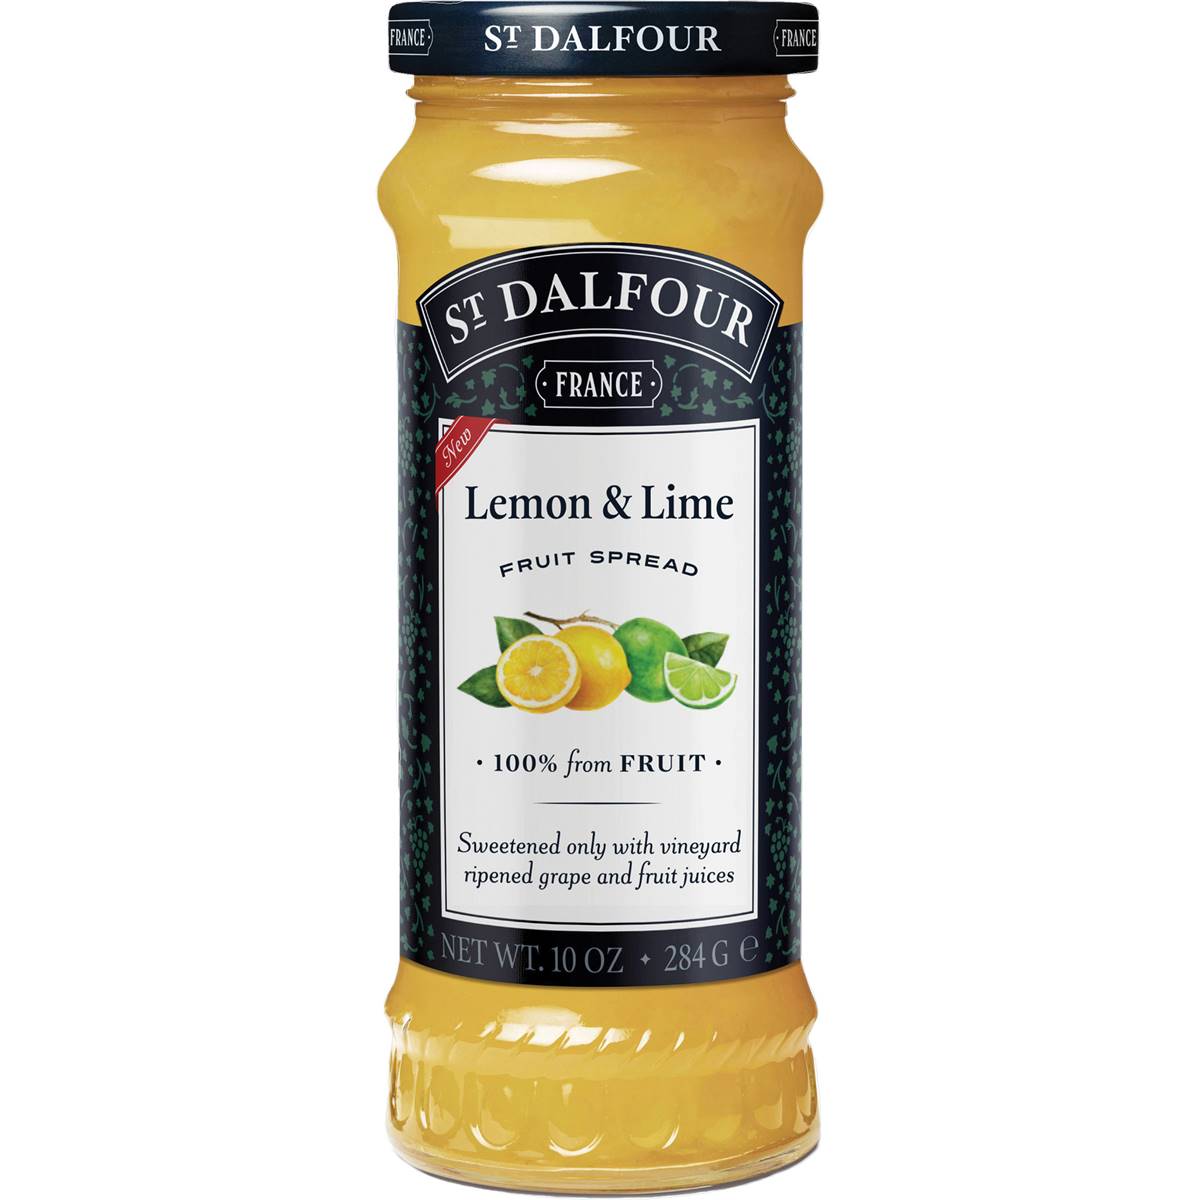 FRANCE
ST DALFOUR
FRANCE
ST DALFOUR
FRANCE
New
Lemon & Lime
FRUIT SPREAD
· 100% from FRUIT ·
Sweetened only with vineyard
ripened grape and fruit juices
NET WT. 10 OZ ✦ 284 G ℮